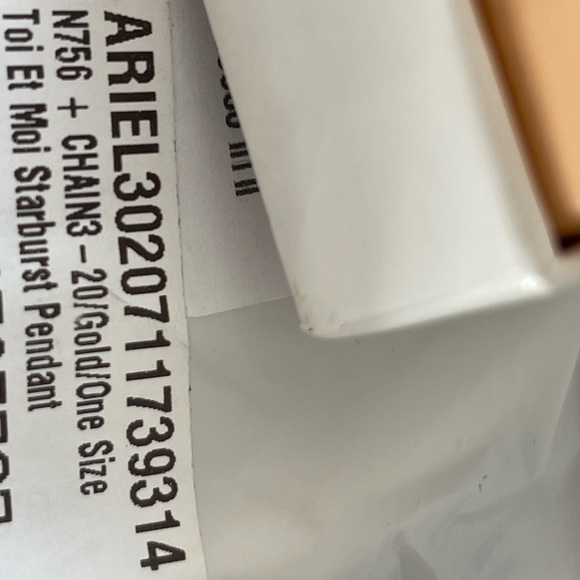 ARIEL3020711739314
N756 + CHAIN3 - 20/Gold/One Size
Toi Et Moi Starburst Pendant